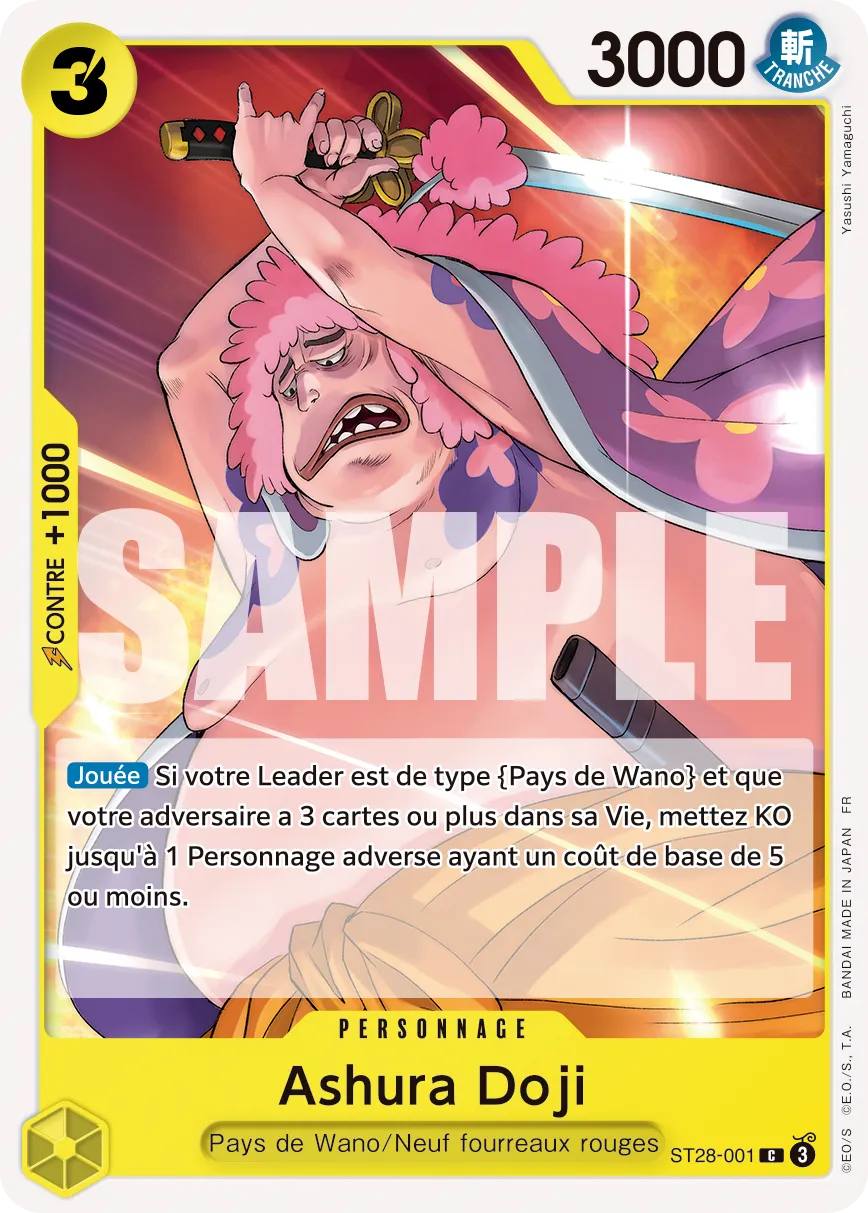 3
3000
斬
TRANCHE
Yasushi Yamaguchi
CONTRE +1000
SAMPLE
Jouée Si votre Leader est de type {Pays de Wano} et que
votre adversaire a 3 cartes ou plus dans sa Vie, mettez KO
jusqu'à 1 Personnage adverse ayant un coût de base de 5
ou moins.
PERSONNAGE
Ashura Doji
Pays de Wano/Neuf fourreaux rouges
ST28-001 C 3
©EO/S ©E.O./S., T.A. BANDAI MADE IN JAPAN FR